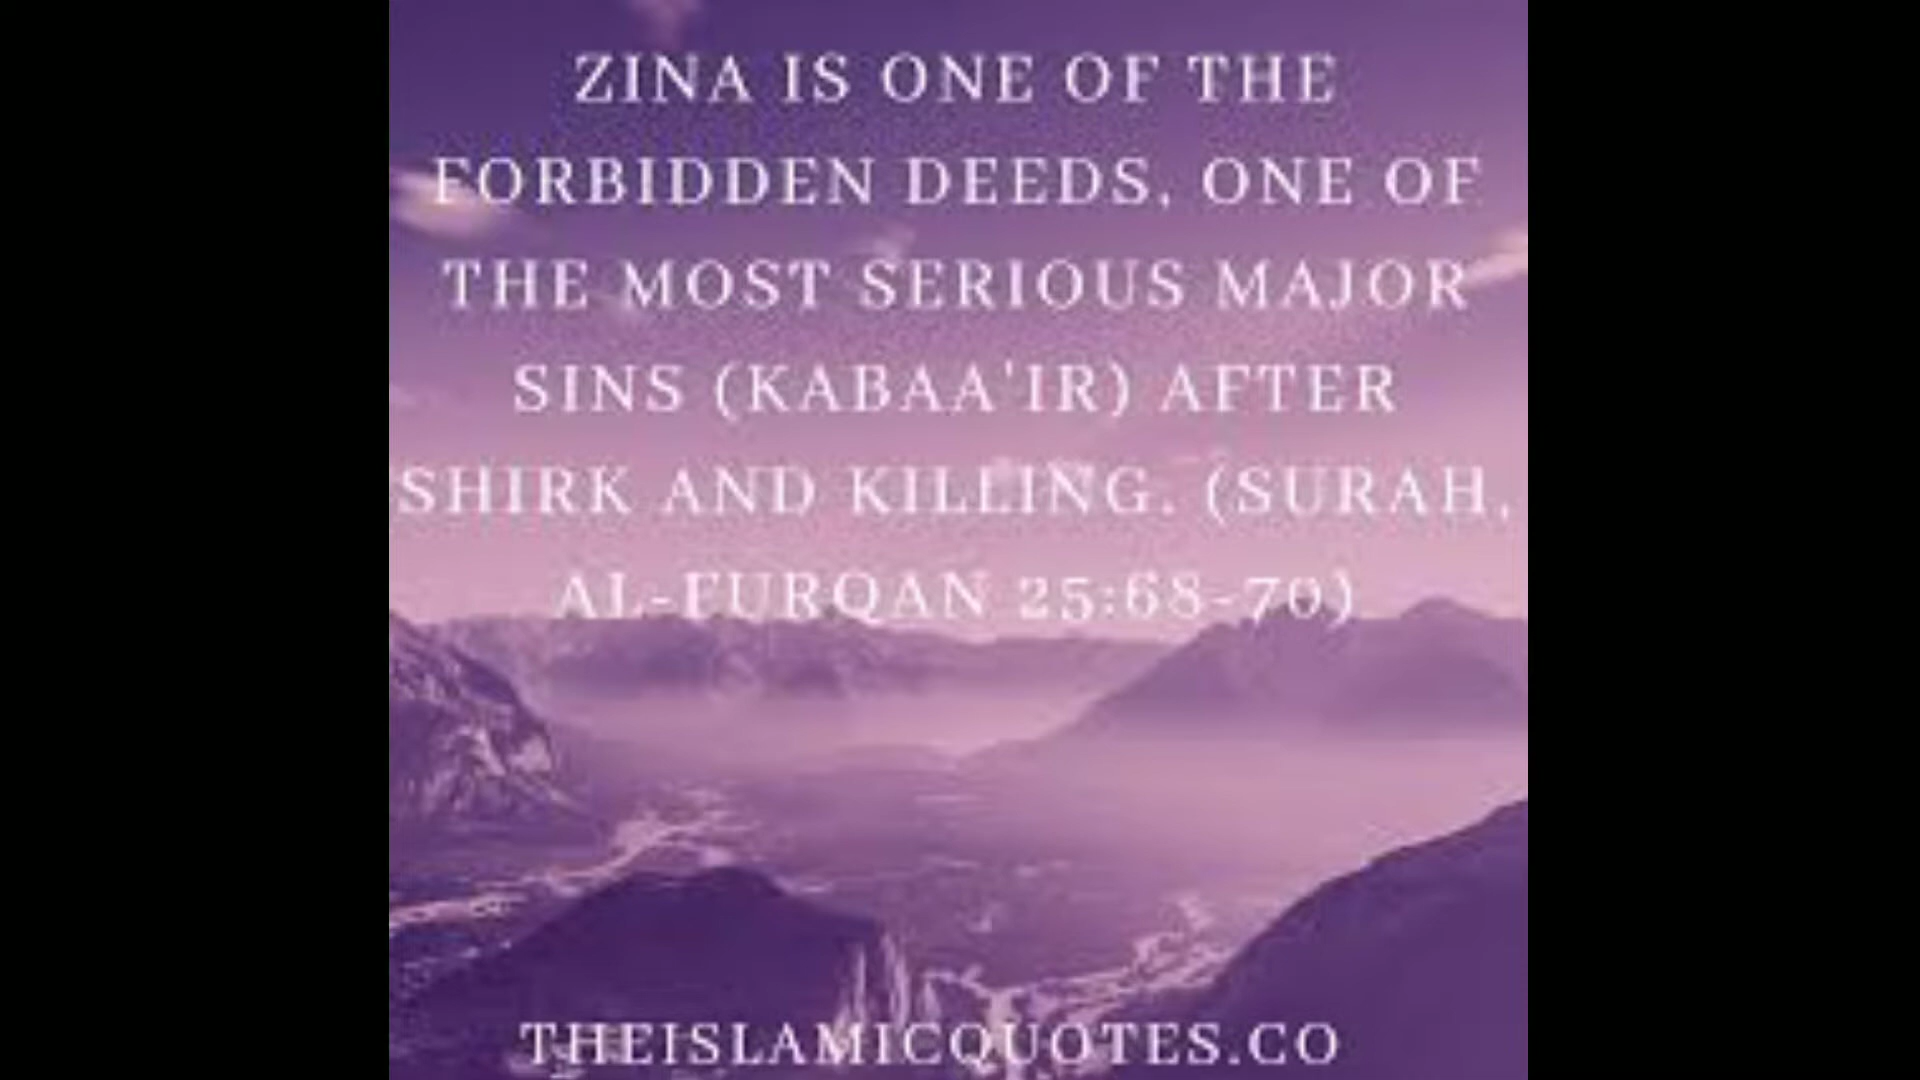 ZINA IS ONE OF THE
FORBIDDEN DEEDS, ONE OF
THE MOST SERIOUS MAJOR
SINS (KABAA'IR) AFTER
SHIRK AND KILLING. (SURAH,
AL-FURQAN 25:68-70)
THEISLAMICQUOTES.CO